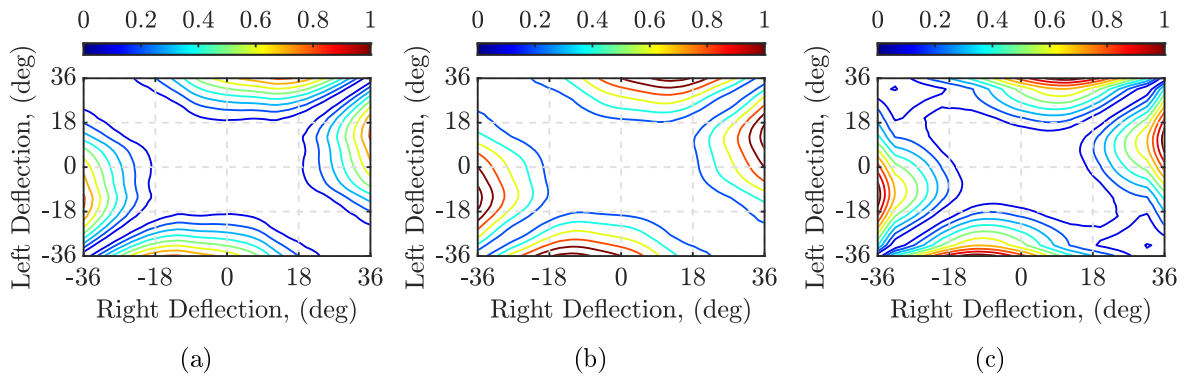 0 0.2 0.4 0.6 0.8 1 0 0.2 0.4 0.6 0.8 1 0 0.2 0.4 0.6 0.8 1
Left Deflection, (deg)
36
18
0
-18
-36
-36 -18 0 18 36
Right Deflection, (deg)
(a)
Left Deflection, (deg)
36
18
0
-18
-36
-36 -18 0 18 36
Right Deflection, (deg)
(b)
Left Deflection, (deg)
36
18
0
-18
-36
-36 -18 0 18 36
Right Deflection, (deg)
(c)